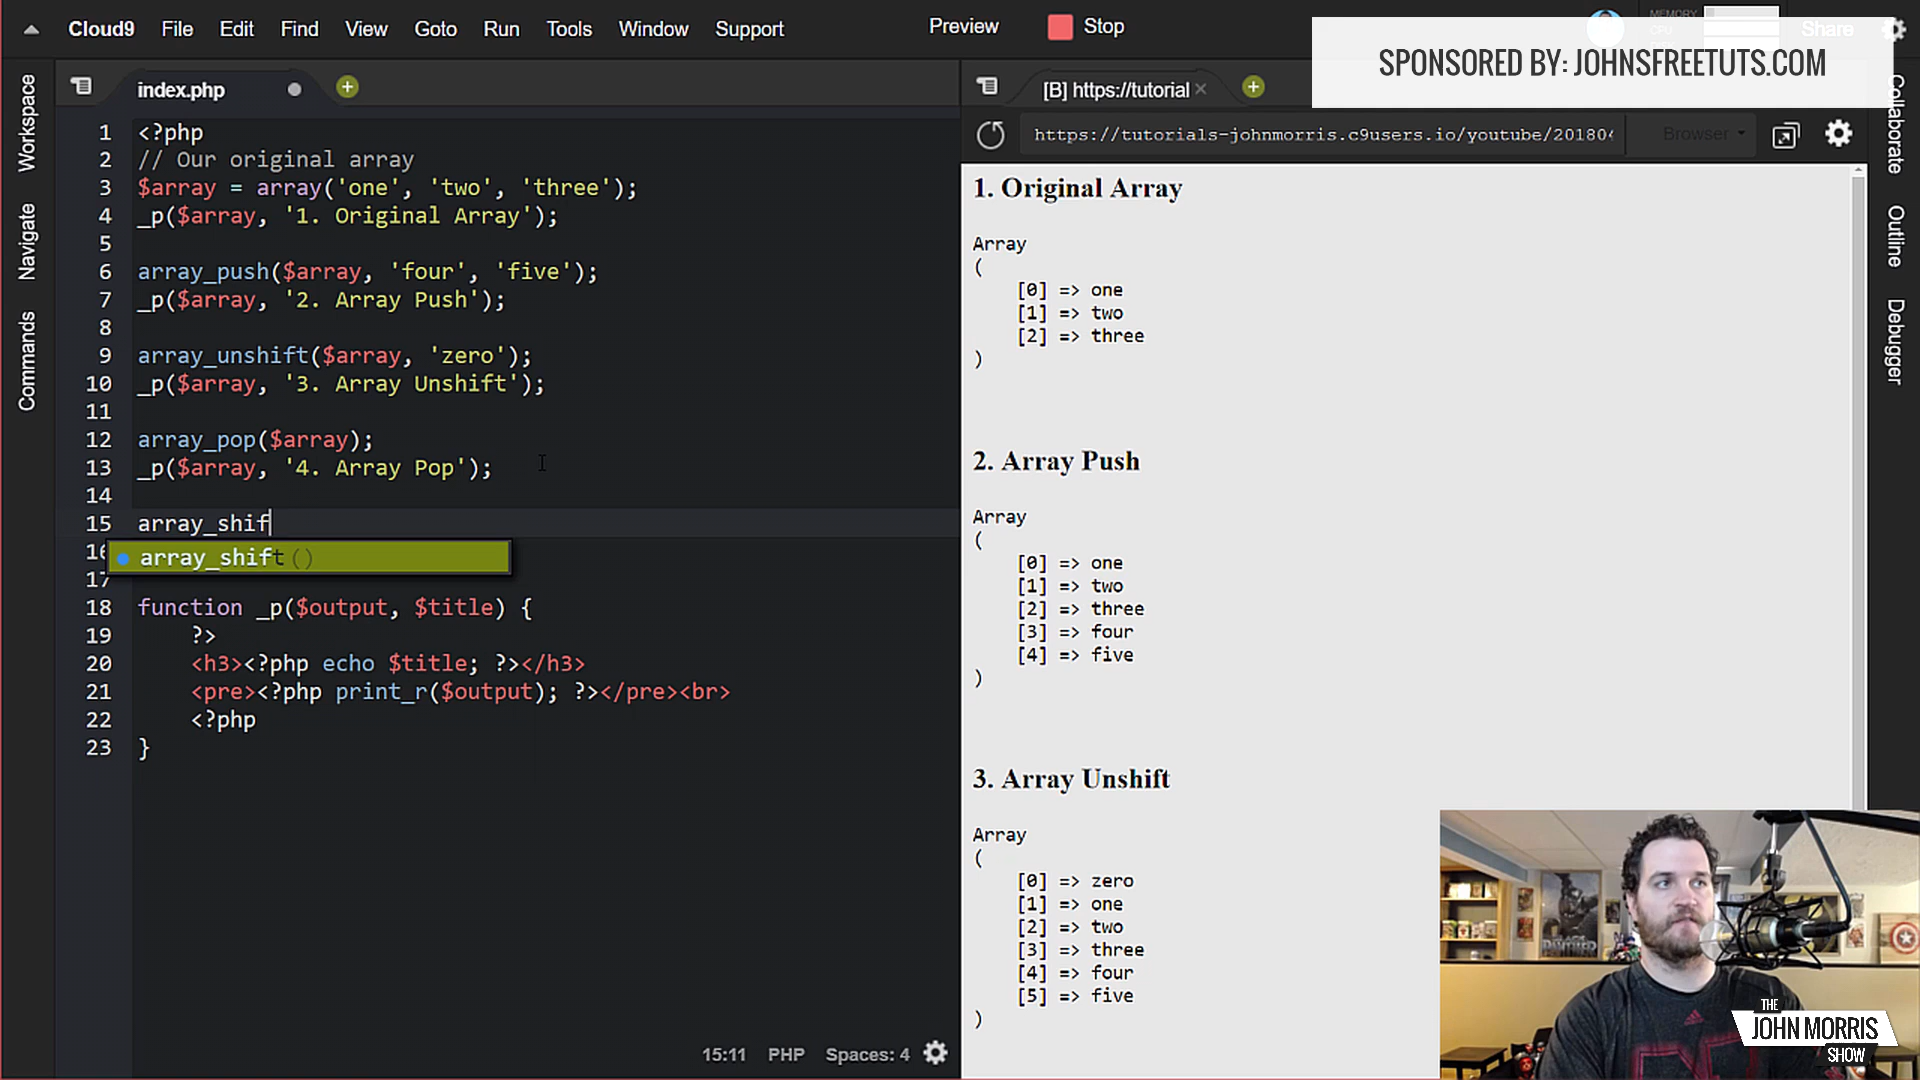 Cloud9 File Edit Find View Goto Run Tools Window Support Preview Stop MEMORY CPU Share
SPONSORED BY: JOHNSFREETUTS.COM
Workspace
Navigate
Commands
index.php
1 <?php
2 // Our original array
3 $array = array('one', 'two', 'three');
4 _p($array, '1. Original Array');
5
6 array_push($array, 'four', 'five');
7 _p($array, '2. Array Push');
8
9 array_unshift($array, 'zero');
10 _p($array, '3. Array Unshift');
11
12 array_pop($array);
13 _p($array, '4. Array Pop');
14
15 array_shif
array_shift()
16
17
18 function _p($output, $title) {
19 ?>
20 <h3><?php echo $title; ?></h3>
21 <pre><?php print_r($output); ?></pre><br>
22 <?php
23 }
15:11 PHP Spaces: 4
[B] https://tutorial
https://tutorials-johnmorris.c9users.io/youtube/20180
Browser
1. Original Array
Array
(
[0] => one
[1] => two
[2] => three
)
2. Array Push
Array
(
[0] => one
[1] => two
[2] => three
[3] => four
[4] => five
)
3. Array Unshift
Array
(
[0] => zero
[1] => one
[2] => two
[3] => three
[4] => four
[5] => five
)
Collaborate
Outline
Debugger
BLACK PANTHER
THE
JOHN MORRIS
SHOW